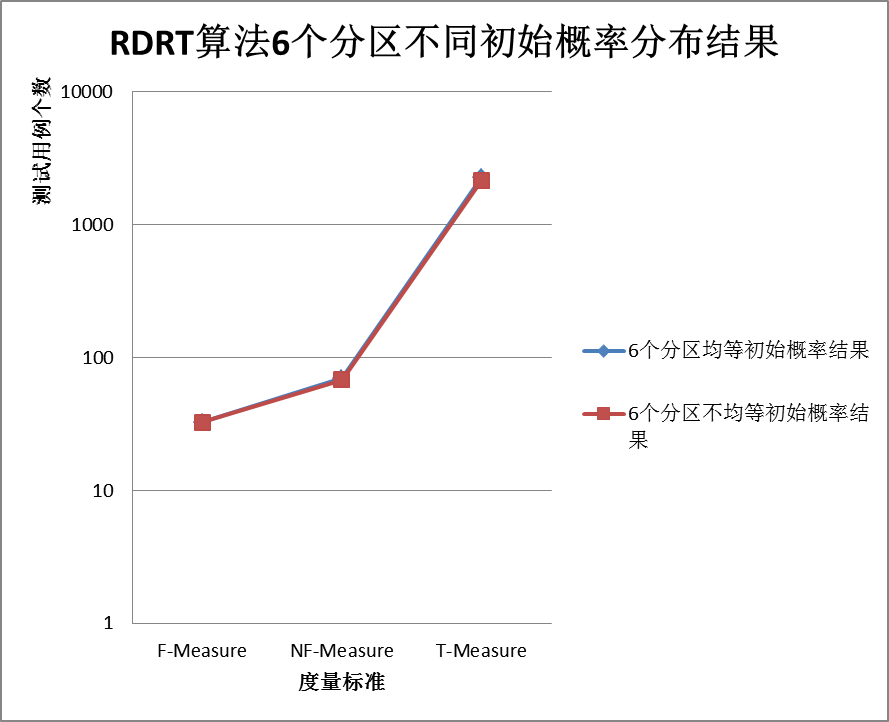 RDRT算法6个分区不同初始概率分布结果
测试用例个数
10000
1000
100
10
1
F-Measure
NF-Measure
T-Measure
度量标准
6个分区均等初始概率结果
6个分区不均等初始概率结
果